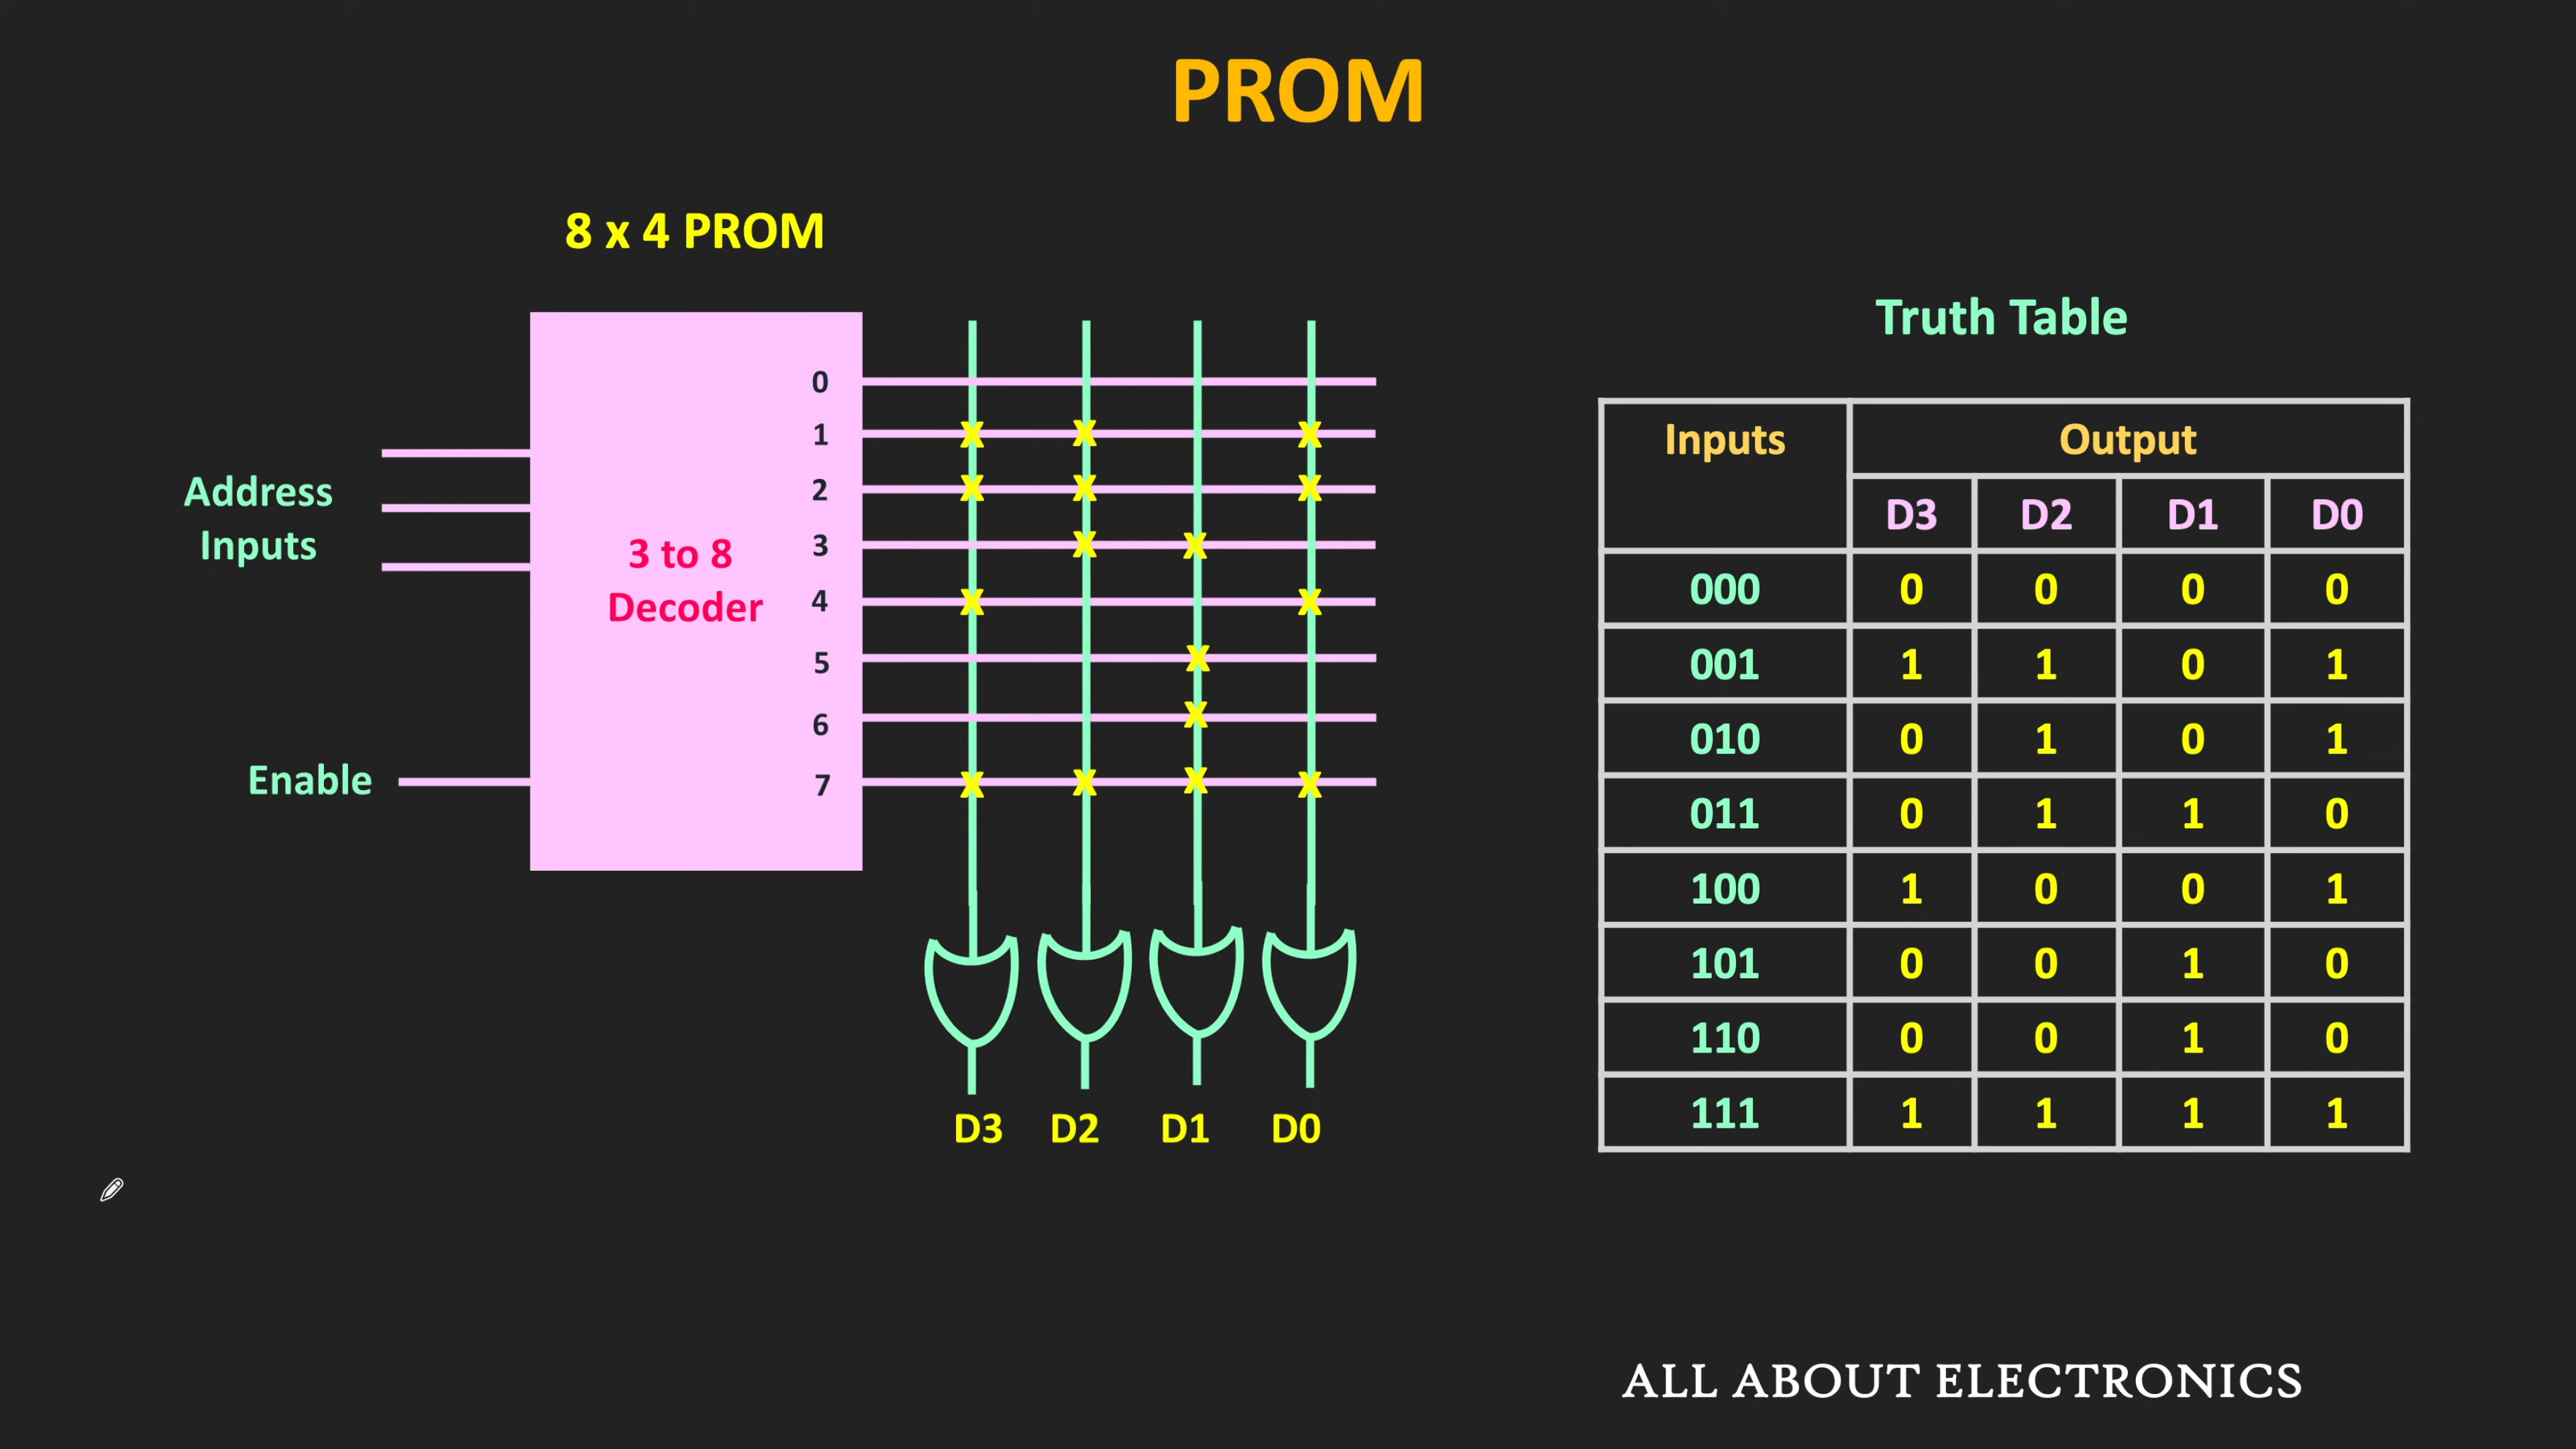 PROM
8 x 4 PROM
Address
Inputs
Enable
3 to 8
Decoder
0
1
2
3
4
5
6
7
X X X
X X X
X X
X X
X
X
X X X X
D3 D2 D1 D0
Truth Table
Inputs Output
D3 D2 D1 D0
000 0 0 0 0
001 1 1 0 1
010 0 1 0 1
011 0 1 1 0
100 1 0 0 1
101 0 0 1 0
110 0 0 1 0
111 1 1 1 1
ALL ABOUT ELECTRONICS